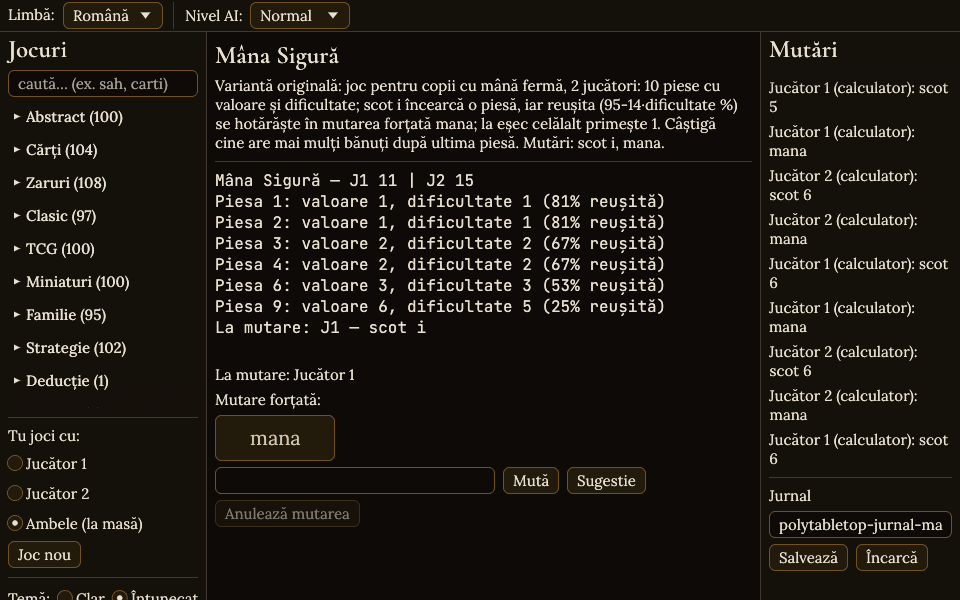 Limbă: Română ▼ Nivel AI: Normal ▼
Jocuri
caută... (ex. sah, carti)
▸ Abstract (100)
▸ Cărți (104)
▸ Zaruri (108)
▸ Clasic (97)
▸ TCG (100)
▸ Miniaturi (100)
▸ Familie (95)
▸ Strategie (102)
▸ Deducție (1)
Tu joci cu:
Jucător 1
Jucător 2
Ambele (la masă)
Joc nou
Temă: Clar Întunecat
Mâna Sigură
Variantă originală: joc pentru copii cu mână fermă, 2 jucători: 10 piese cu
valoare și dificultate; scot i încearcă o piesă, iar reușita (95-14·dificultate %)
se hotărăște în mutarea forțată mana; la eșec celălalt primește 1. Câștigă
cine are mai mulți bănuți după ultima piesă. Mutări: scot i, mana.
Mâna Sigură — J1 11 | J2 15
Piesa 1: valoare 1, dificultate 1 (81% reușită)
Piesa 2: valoare 1, dificultate 1 (81% reușită)
Piesa 3: valoare 2, dificultate 2 (67% reușită)
Piesa 4: valoare 2, dificultate 2 (67% reușită)
Piesa 6: valoare 3, dificultate 3 (53% reușită)
Piesa 9: valoare 6, dificultate 5 (25% reușită)
La mutare: J1 — scot i
La mutare: Jucător 1
Mutare forțată:
mana
Mută Sugestie
Anulează mutarea
Mutări
Jucător 1 (calculator): scot
5
Jucător 1 (calculator):
mana
Jucător 2 (calculator):
scot 6
Jucător 2 (calculator):
mana
Jucător 1 (calculator): scot
6
Jucător 1 (calculator):
mana
Jucător 2 (calculator):
scot 6
Jucător 2 (calculator):
mana
Jucător 1 (calculator): scot
6
Jurnal
polytabletop-jurnal-ma
Salvează Încarcă